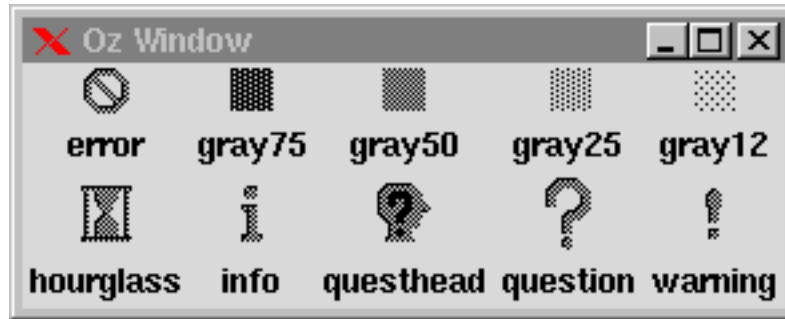 Oz Window
error gray75 gray50 gray25 gray12
hourglass info questhead question warning